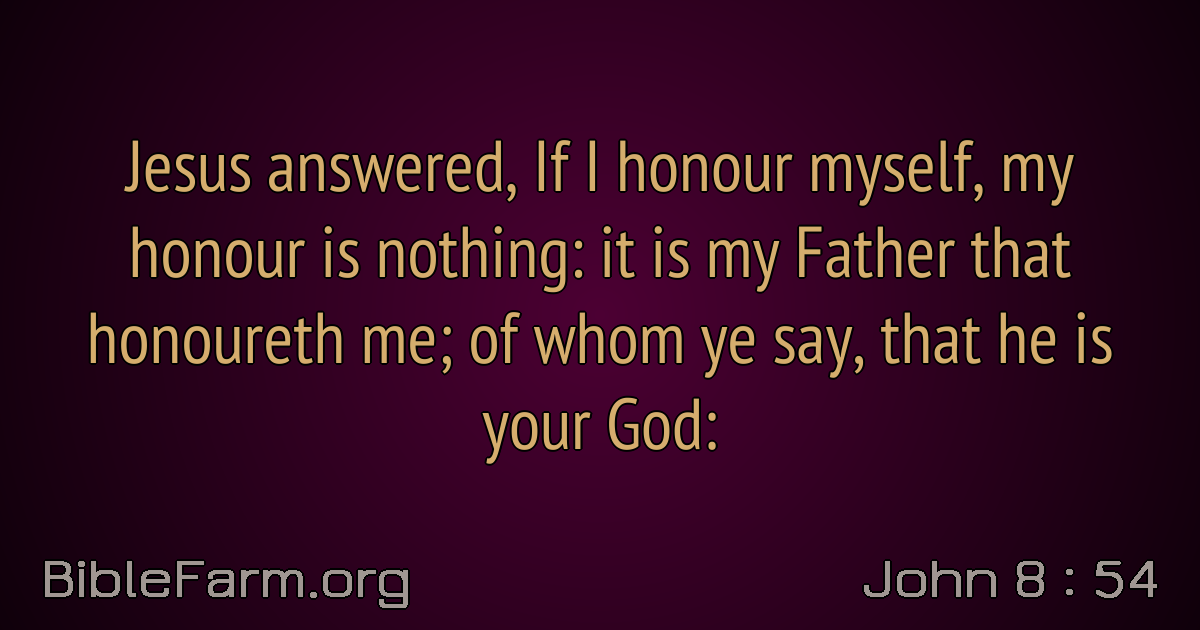 Jesus answered, If I honour myself, my
honour is nothing: it is my Father that
honoureth me; of whom ye say, that he is
your God:
BibleFarm.org
John 8 : 54